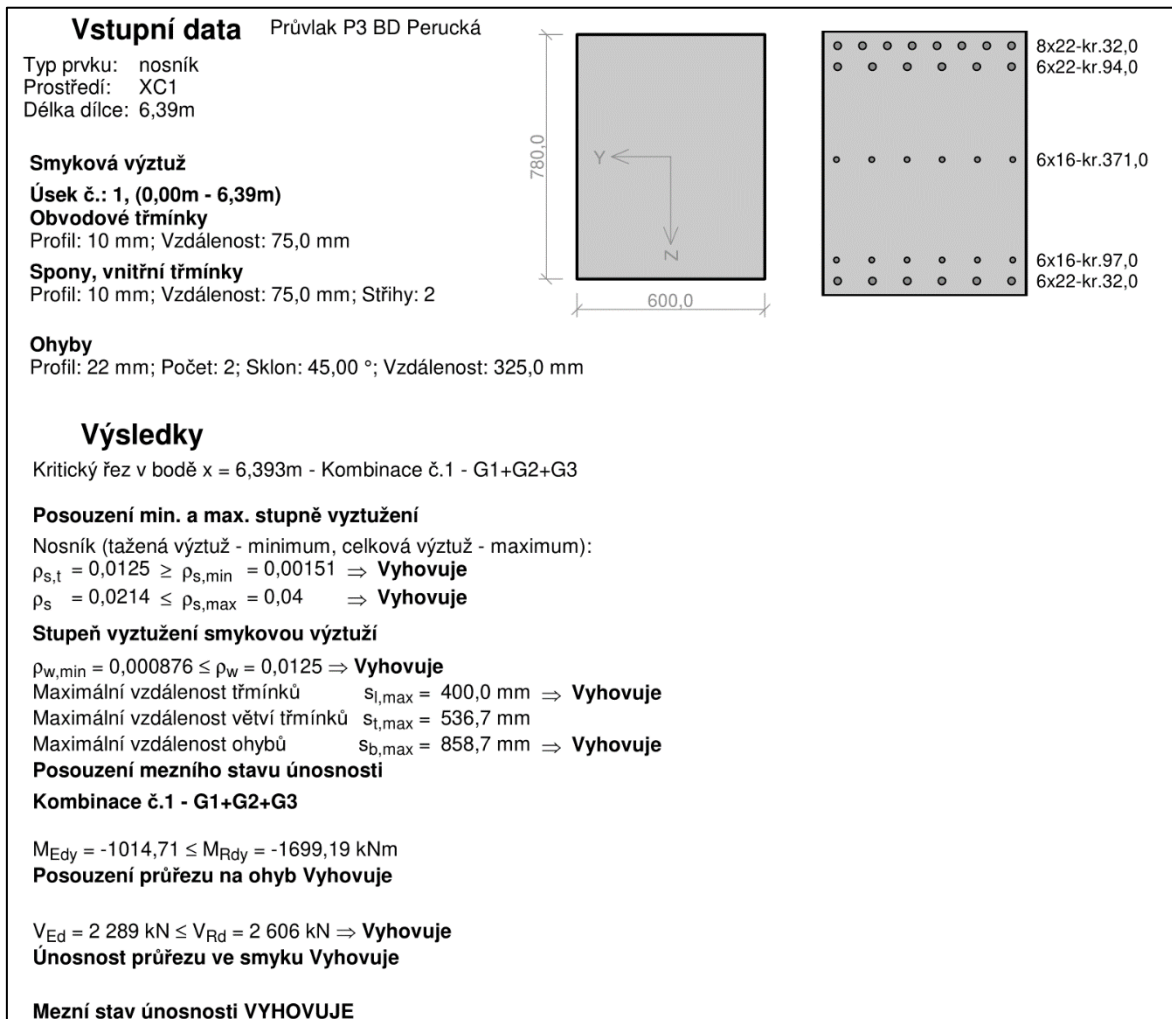 Vstupní data Průvlak P3 BD Perucká
Typ prvku: nosník
Prostředí: XC1
Délka dílce: 6,39m
Smyková výztuž
Úsek č.: 1, (0,00m - 6,39m)
Obvodové třmínky
Profil: 10 mm; Vzdálenost: 75,0 mm
Spony, vnitřní třmínky
Profil: 10 mm; Vzdálenost: 75,0 mm; Střihy: 2
Ohyby
Profil: 22 mm; Počet: 2; Sklon: 45,00 °; Vzdálenost: 325,0 mm
780,0
Y
Z
600,0
8x22-kr.32,0
6x22-kr.94,0
6x16-kr.371,0
6x16-kr.97,0
6x22-kr.32,0
Výsledky
Kritický řez v bodě x = 6,393m - Kombinace č.1 - G1+G2+G3
Posouzení min. a max. stupně vyztužení
Nosník (tažená výztuž - minimum, celková výztuž - maximum):
ρs,t = 0,0125 ≥ ρs,min = 0,00151 ⇒ Vyhovuje
ρs = 0,0214 ≤ ρs,max = 0,04 ⇒ Vyhovuje
Stupeň vyztužení smykovou výztuží
ρw,min = 0,000876 ≤ ρw = 0,0125 ⇒ Vyhovuje
Maximální vzdálenost třmínků sl,max = 400,0 mm ⇒ Vyhovuje
Maximální vzdálenost větví třmínků st,max = 536,7 mm
Maximální vzdálenost ohybů sb,max = 858,7 mm ⇒ Vyhovuje
Posouzení mezního stavu únosnosti
Kombinace č.1 - G1+G2+G3
MEdy = -1014,71 ≤ MRdy = -1699,19 kNm
Posouzení průřezu na ohyb Vyhovuje
VEd = 2 289 kN ≤ VRd = 2 606 kN ⇒ Vyhovuje
Únosnost průřezu ve smyku Vyhovuje
Mezní stav únosnosti VYHOVUJE